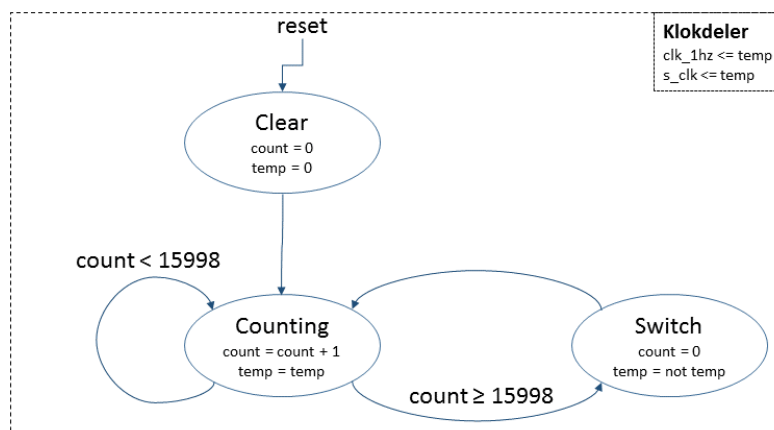 reset
Klokdeler
clk_1hz <= temp
s_clk <= temp
Clear
count = 0
temp = 0
count < 15998
Counting
count = count + 1
temp = temp
Switch
count = 0
temp = not temp
count ≥ 15998